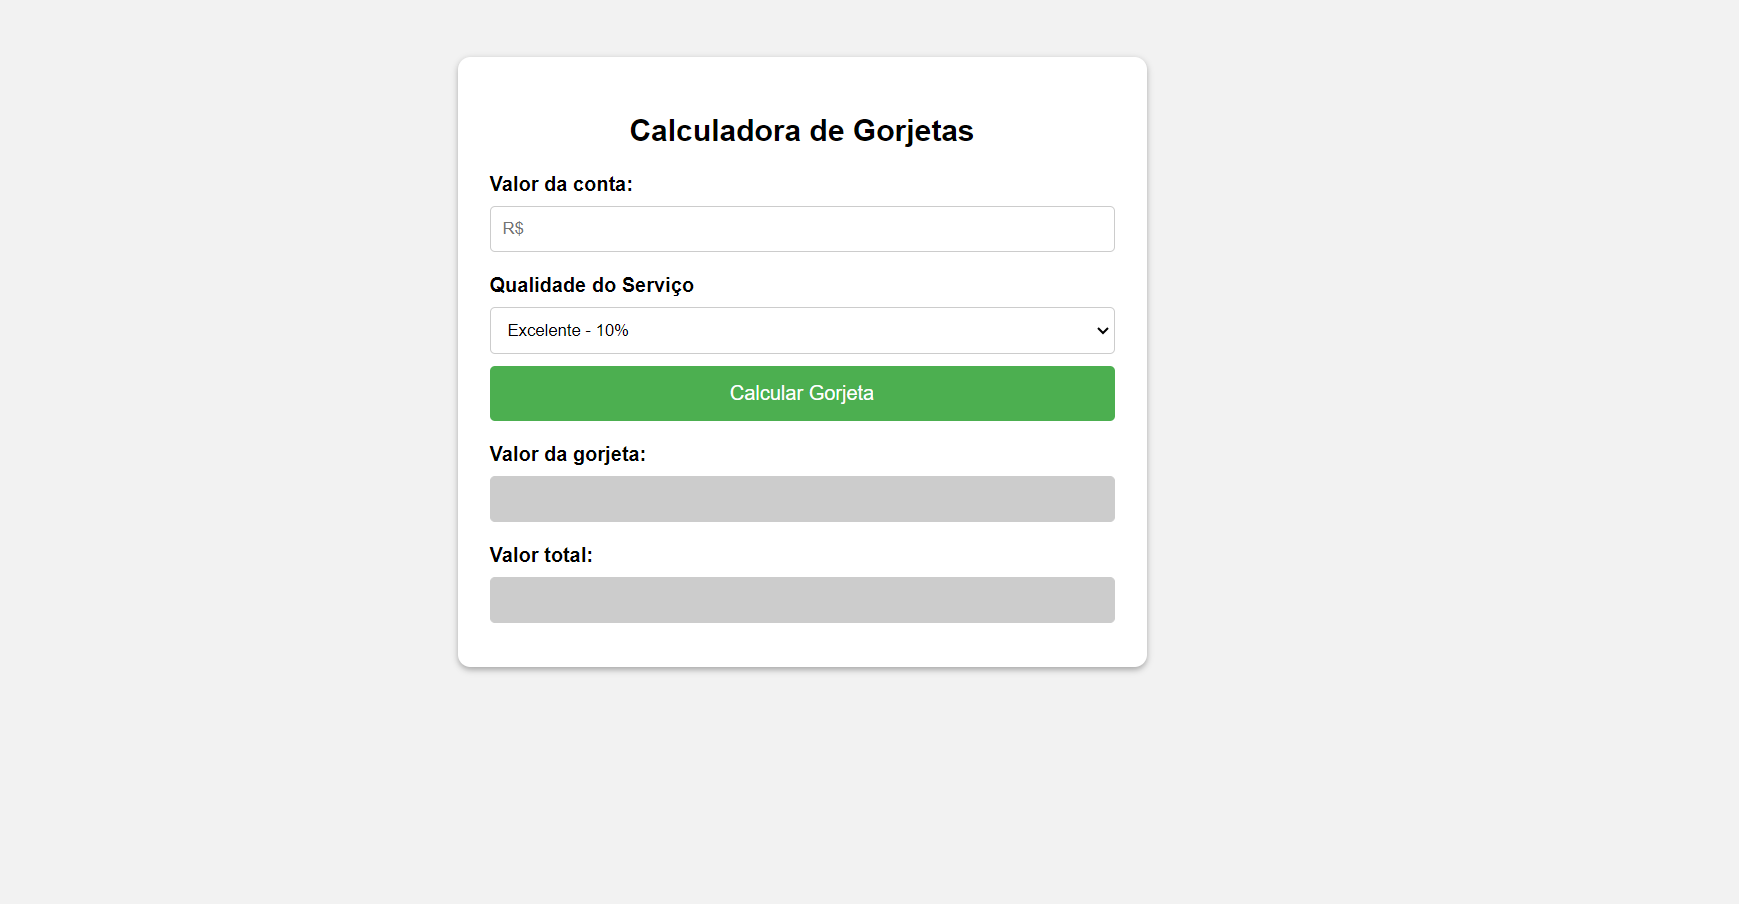 Calculadora de Gorjetas
Valor da conta:
R$
Qualidade do Serviço
Excelente - 10%
Calcular Gorjeta
Valor da gorjeta:
Valor total: